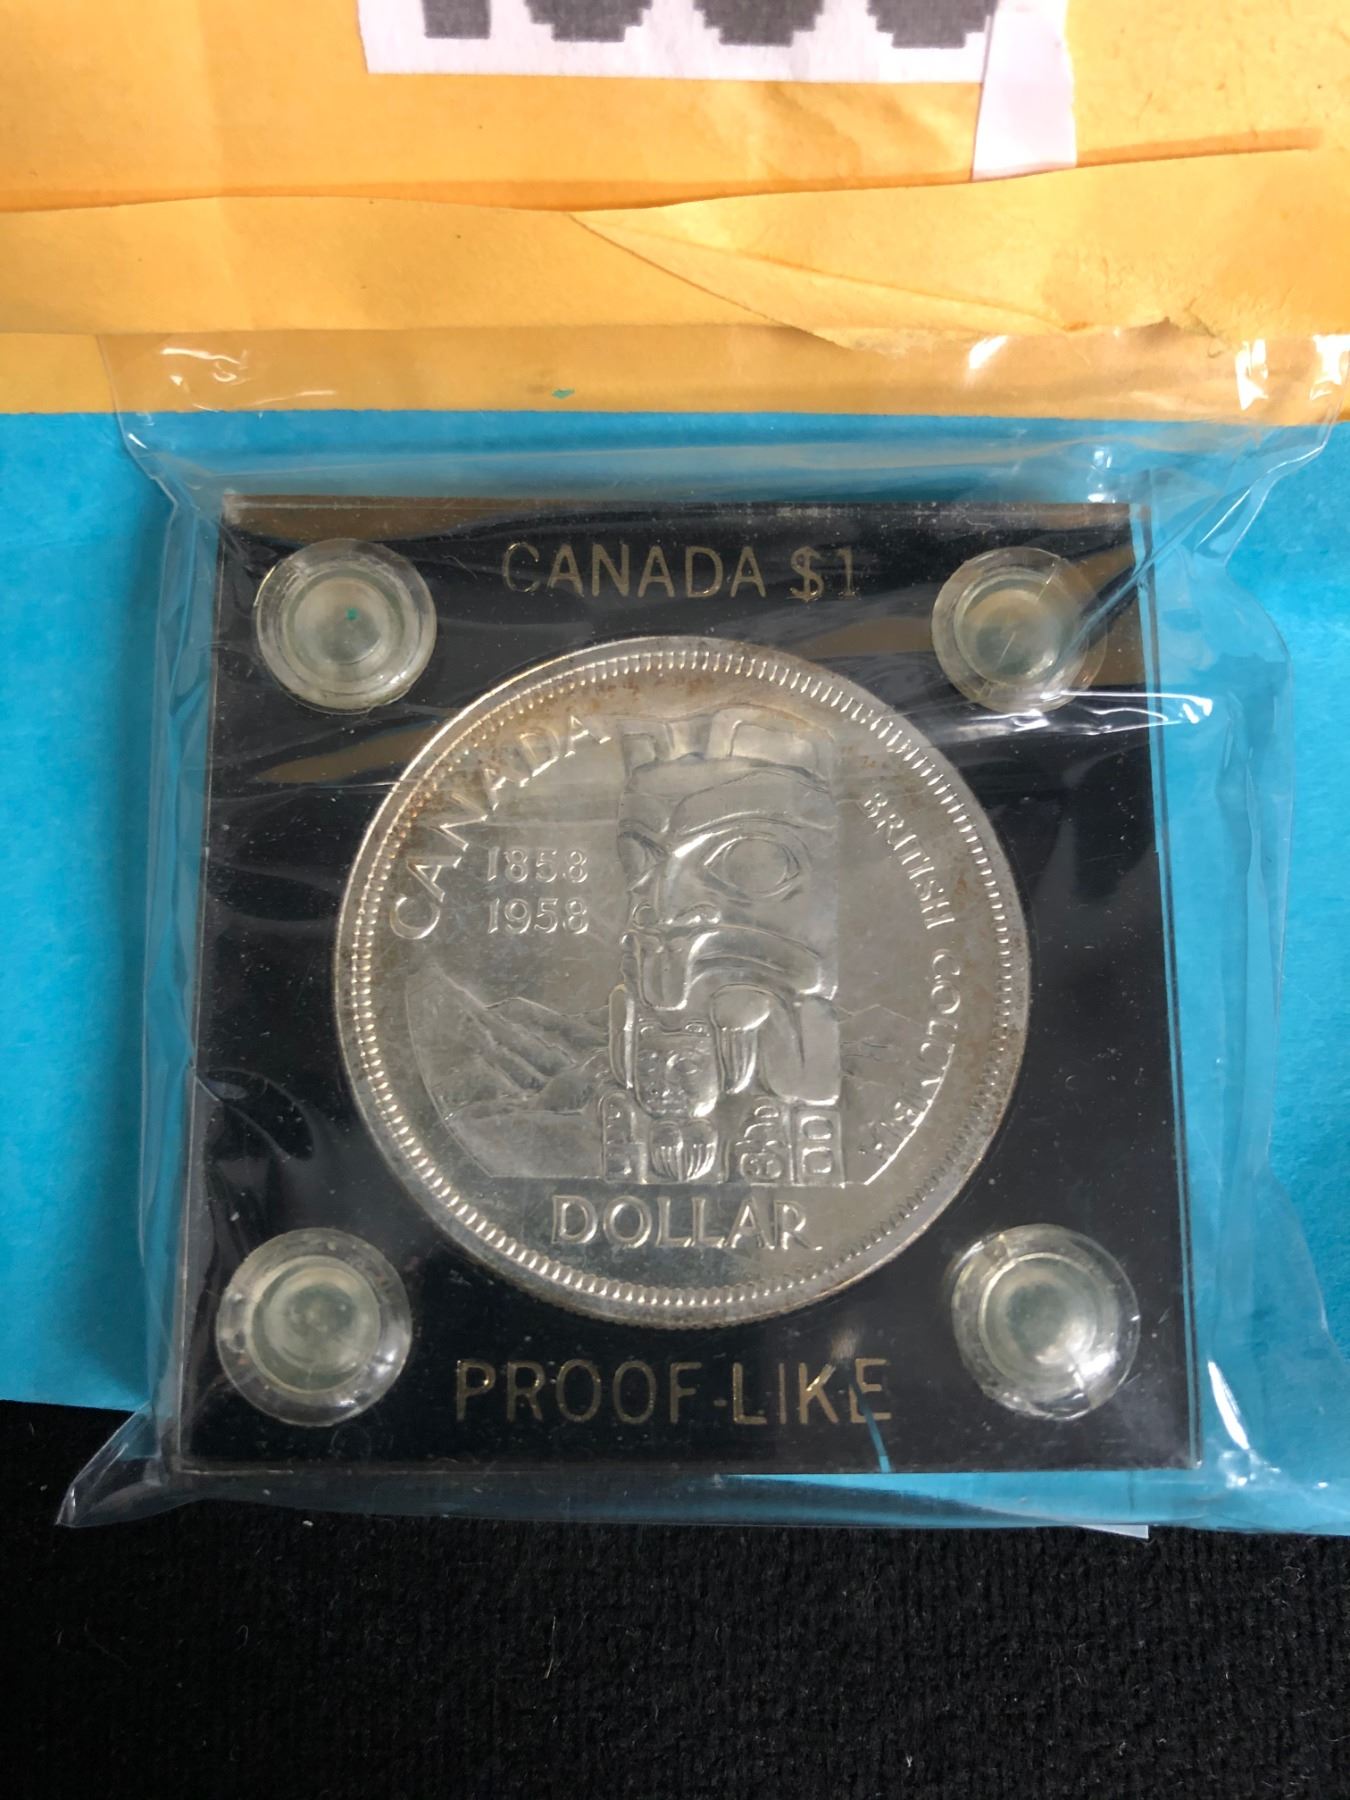 CANADA $1
CANADA
1858
1958
BRITISH COLUMBIA
DOLLAR
PROOF-LIKE